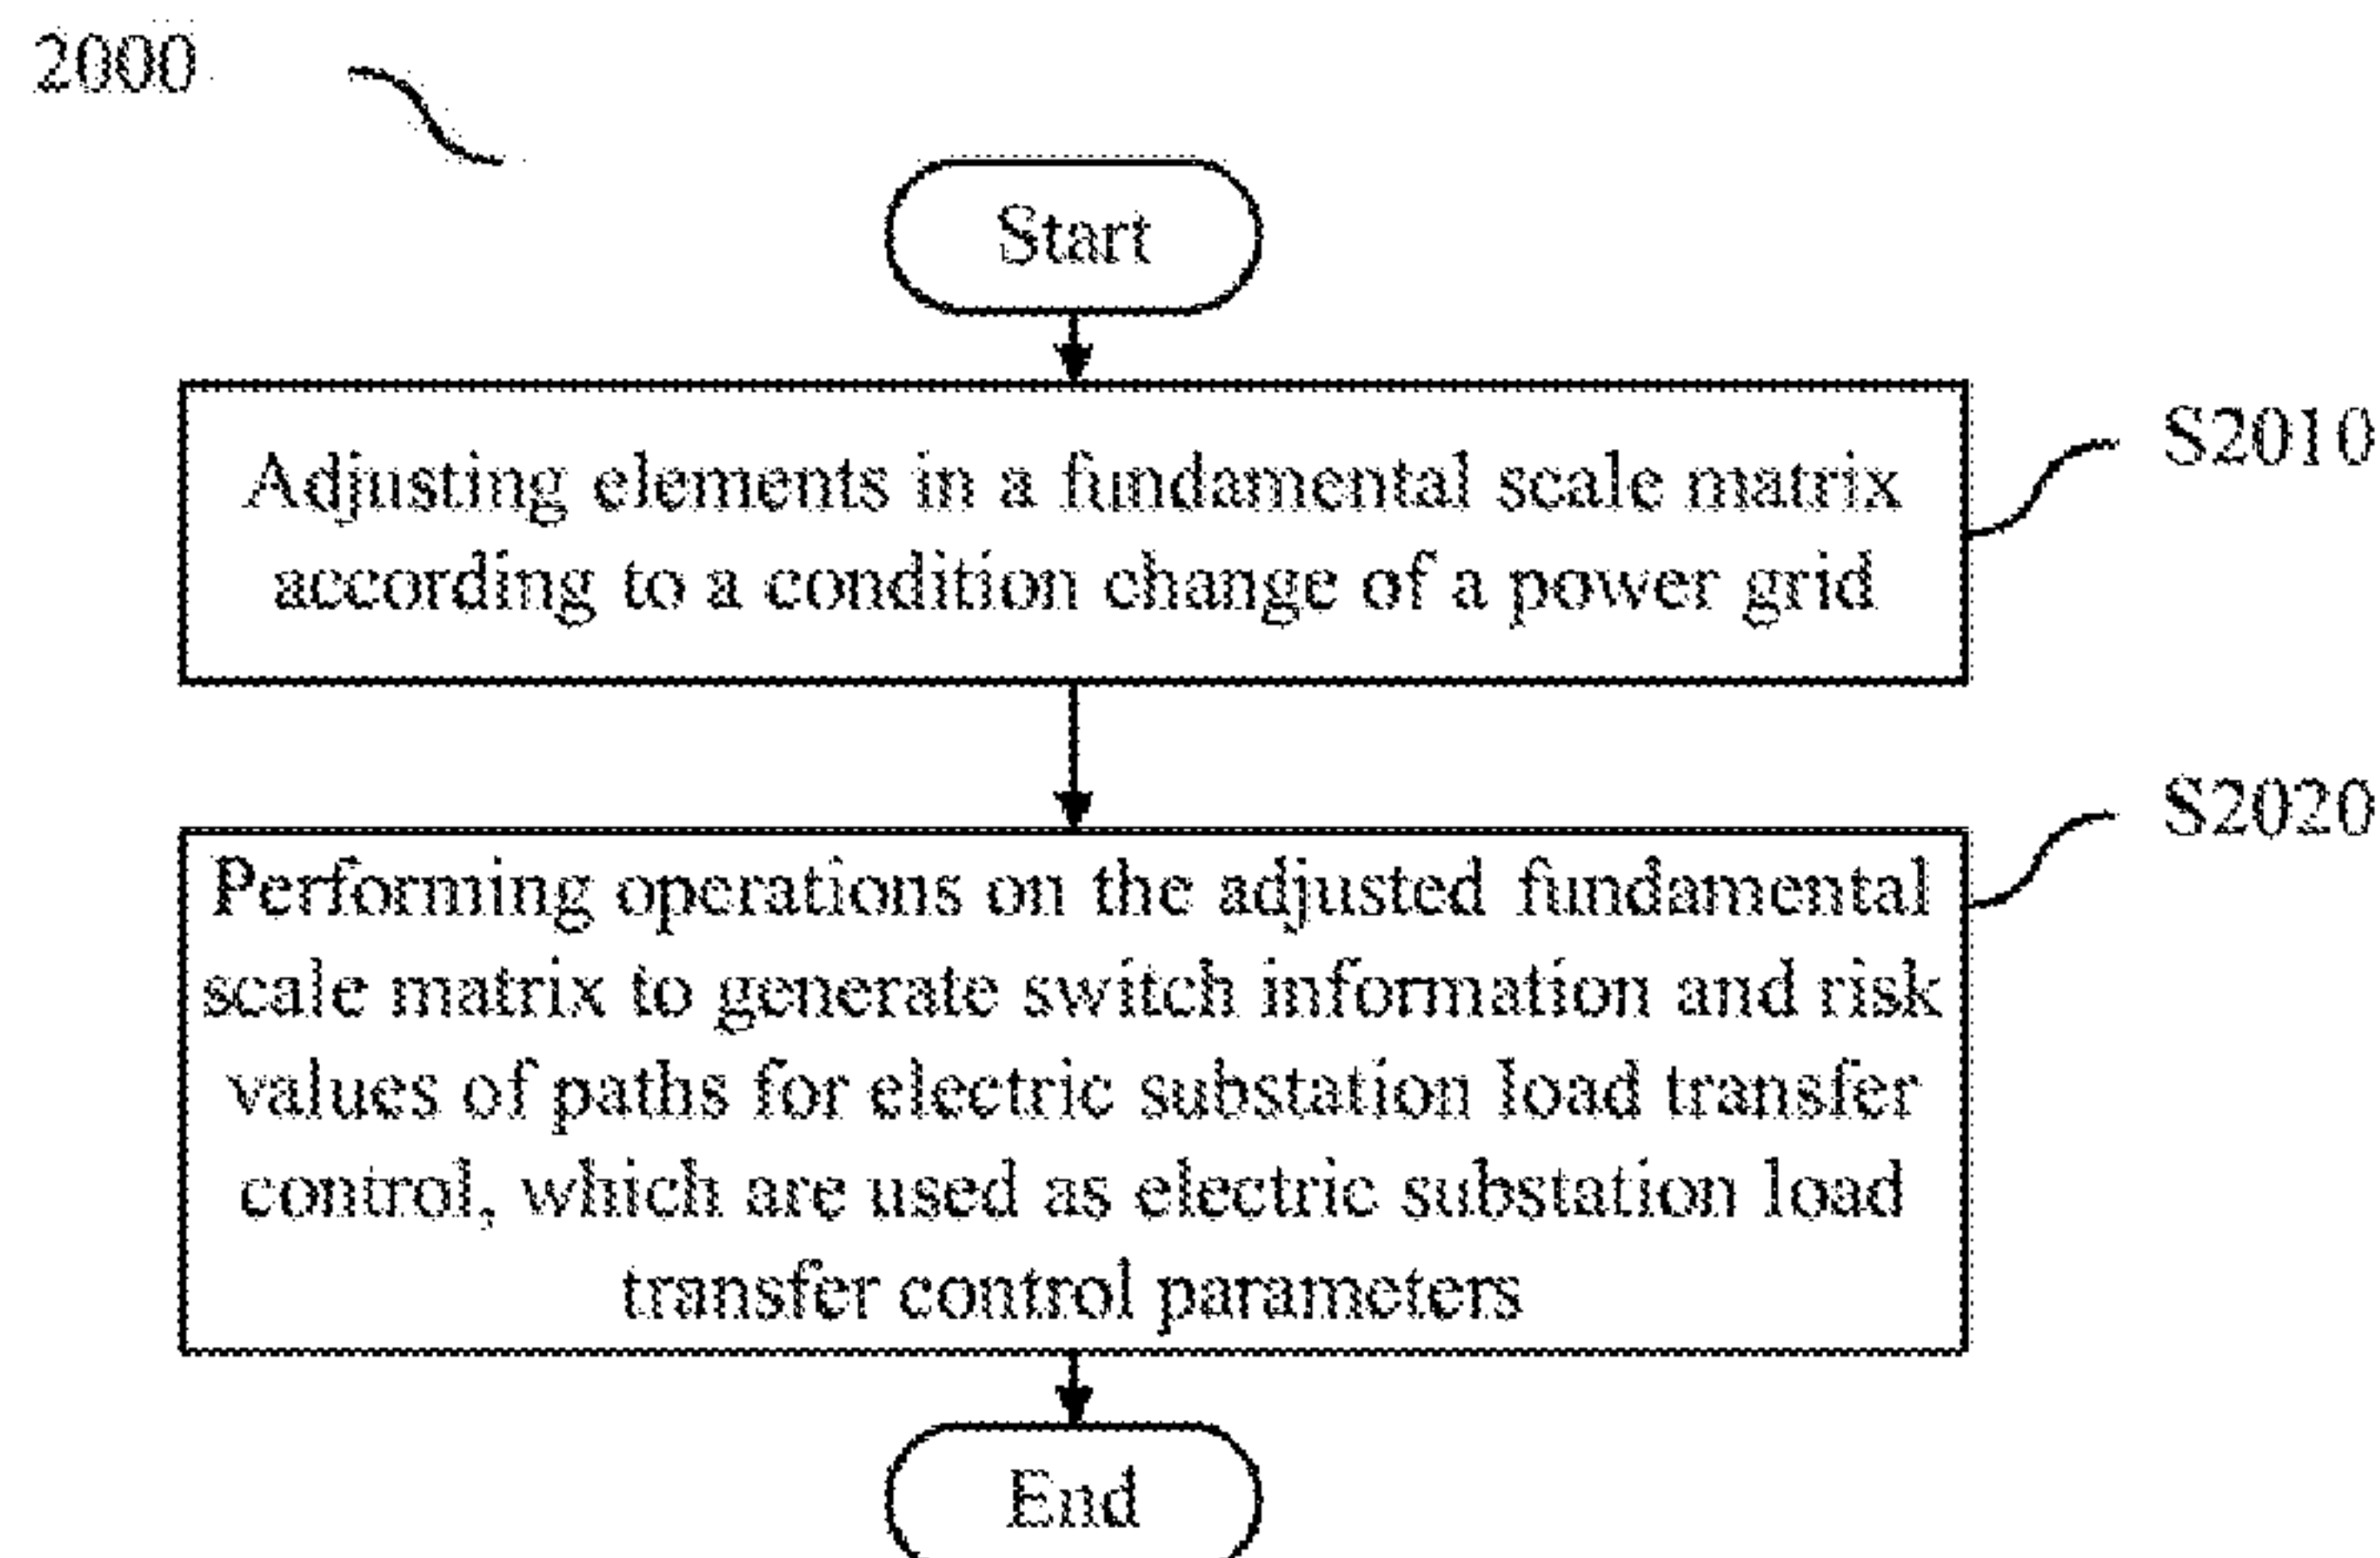 2000
Start
Adjusting elements in a fundamental scale matrix
according to a condition change of a power grid
S2010
Performing operations on the adjusted fundamental
scale matrix to generate switch information and risk
values of paths for electric substation load transfer
control, which are used as electric substation load
transfer control parameters
S2020
End